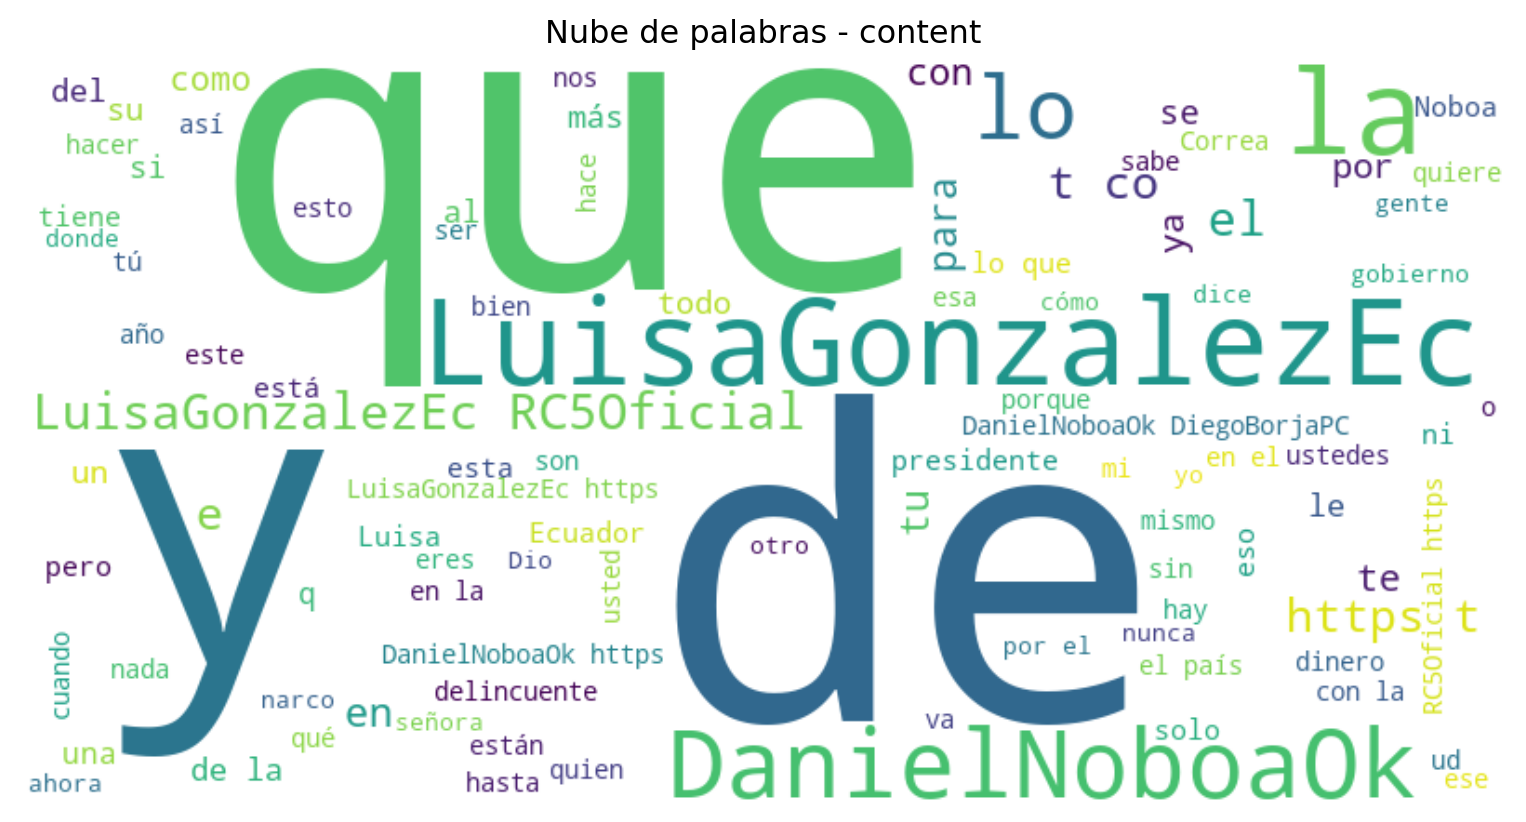 Nube de palabras - content
que
y
de
LuisaGonzalezEc
DanielNoboaOk
la
lo
LuisaGonzalezEc RC5Oficial
del
como
su
así
hacer
si
tiene
donde
tú
año
este
está
esto
nos
más
hace
al
ser
bien
todo
con
para
lo que
esa
cómo
t co
se
Correa
sabe
ya
el
por
Noboa
quiere
gente
gobierno
dice
porque
o
DanielNoboaOk DiegoBorjaPC
ni
presidente
mi
yo
en el
ustedes
tu
mismo
le
eso
sin
te
hay
https t
RC5Oficial https
nunca
por el
el país
dinero
con la
va
solo
ud
ese
otro
un
e
esta
son
LuisaGonzalezEc https
Luisa
Ecuador
eres
Dio
usted
en la
pero
q
cuando
nada
DanielNoboaOk https
delincuente
narco
en
señora
qué
una
de la
ahora
están
hasta
quien